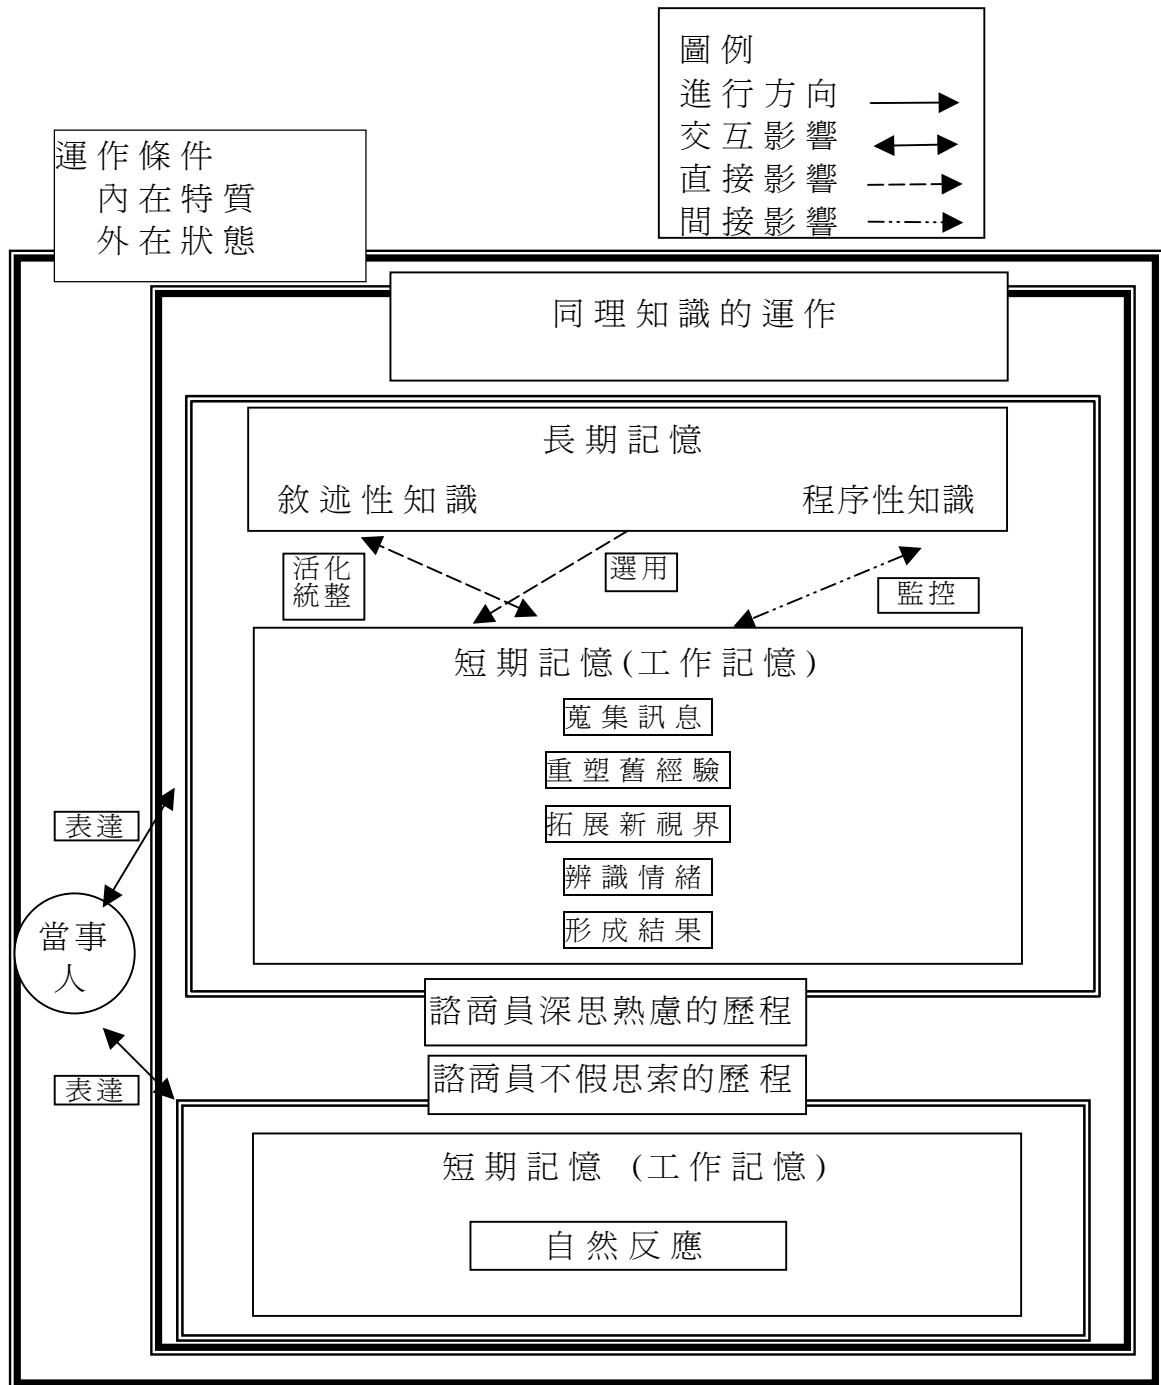 圖例
進行方向
交互影響
直接影響
間接影響
運作條件
內在特質
外在狀態
同理知識的運作
長期記憶
敘述性知識 程序性知識
活化
統整
選用
監控
短期記憶(工作記憶)
蒐集訊息
重塑舊經驗
拓展新視界
辨識情緒
形成結果
表達
當事
人
諮商員深思熟慮的歷程
諮商員不假思索的歷程
表達
短期記憶 (工作記憶)
自然反應